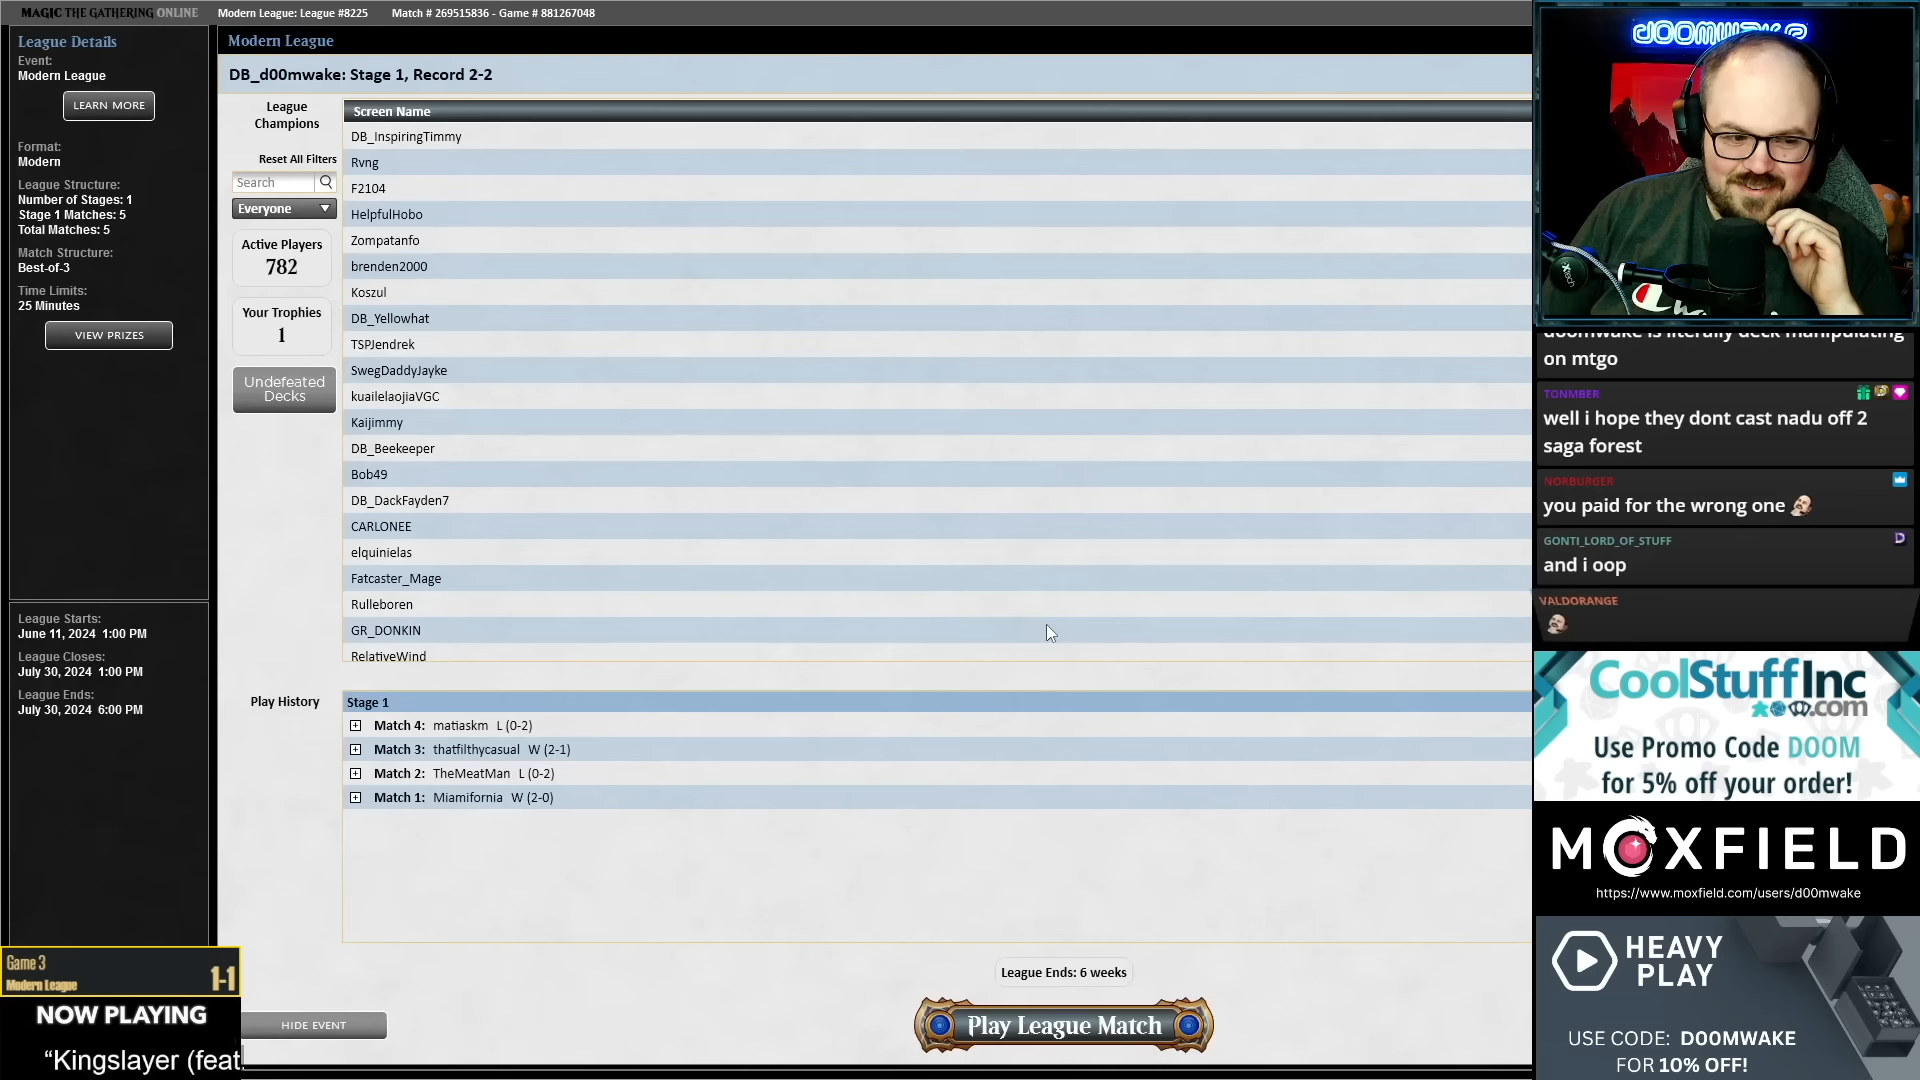 MAGIC THE GATHERING ONLINE
Modern League: League #8225
Match # 269515836 - Game # 881267048
League Details
Event:
Modern League
LEARN MORE
Format:
Modern
League Structure:
Number of Stages: 1
Stage 1 Matches: 5
Total Matches: 5
Match Structure:
Best-of-3
Time Limits:
25 Minutes
VIEW PRIZES
League Starts:
June 11, 2024 1:00 PM
League Closes:
July 30, 2024 1:00 PM
League Ends:
July 30, 2024 6:00 PM
Game 3
Modern League
1-1
NOW PLAYING
“Kingslayer (feat.
Modern League
DB_d00mwake: Stage 1, Record 2-2
League
Champions
Reset All Filters
Search
Everyone
Active Players
782
Your Trophies
1
Undefeated
Decks
Screen Name
DB_InspiringTimmy
Rvng
F2104
HelpfulHobo
Zompatanfo
brenden2000
Koszul
DB_Yellowhat
TSPJendrek
SwegDaddyJayke
kuailelaojiaVGC
Kaijimmy
DB_Beekeeper
Bob49
DB_DackFayden7
CARLONEE
elquinielas
Fatcaster_Mage
Rulleboren
GR_DONKIN
RelativeWind
Play History
Stage 1
Match 4: matiaskm L (0-2)
Match 3: thatfilthycasual W (2-1)
Match 2: TheMeatMan L (0-2)
Match 1: Miamifornia W (2-0)
League Ends: 6 weeks
HIDE EVENT
Play League Match
doomwake
Xtech
doomwake is literally deck manipulating
on mtgo
TONMBER
well i hope they dont cast nadu off 2
saga forest
NORBURGER
you paid for the wrong one
GONTI_LORD_OF_STUFF
and i oop
VALDORANGE
CoolStuffInc
.com
Use Promo Code DOOM
for 5% off your order!
MOXFIELD
https://www.moxfield.com/users/d00mwake
HEAVY
PLAY
USE CODE: D00MWAKE
FOR 10% OFF!